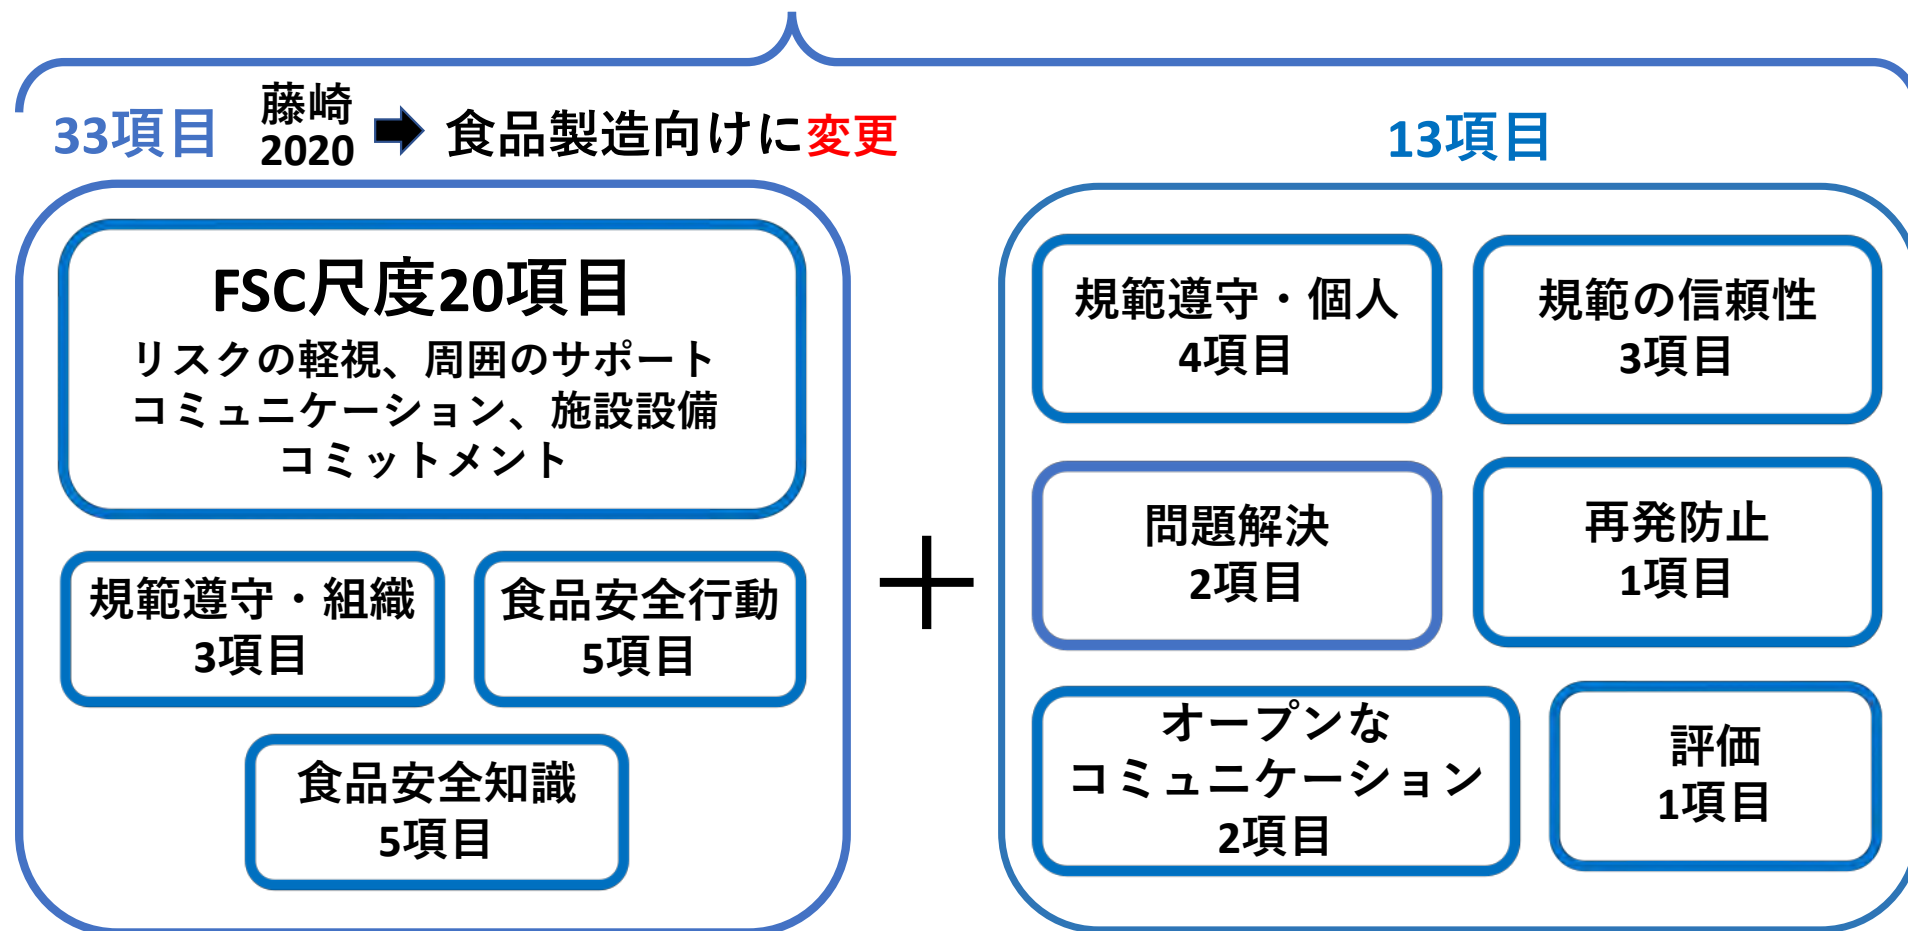 33項目
藤崎
2020
食品製造向けに変更
13項目
FSC尺度20項目
リスクの軽視、周囲のサポート
コミュニケーション、施設設備
コミットメント
規範遵守・組織
3項目
食品安全行動
5項目
食品安全知識
5項目
＋
規範遵守・個人
4項目
規範の信頼性
3項目
問題解決
2項目
再発防止
1項目
オープンな
コミュニケーション
2項目
評価
1項目